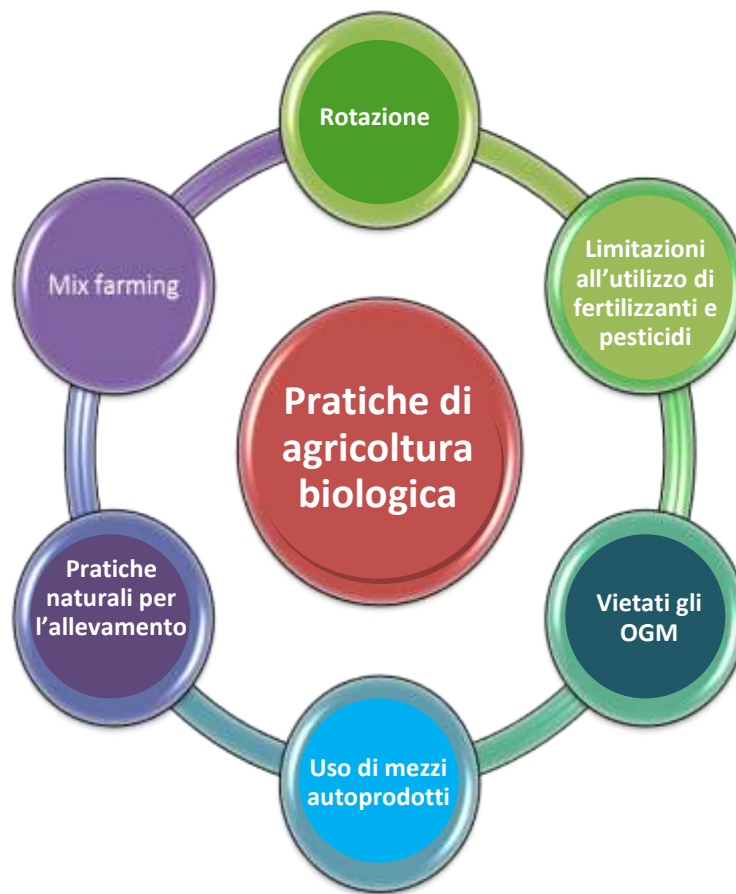 Rotazione
Limitazioni
all’utilizzo di
fertilizzanti e
pesticidi
Mix farming
Pratiche di
agricoltura
biologica
Pratiche
naturali per
l’allevamento
Vietati gli
OGM
Uso di mezzi
autoprodotti